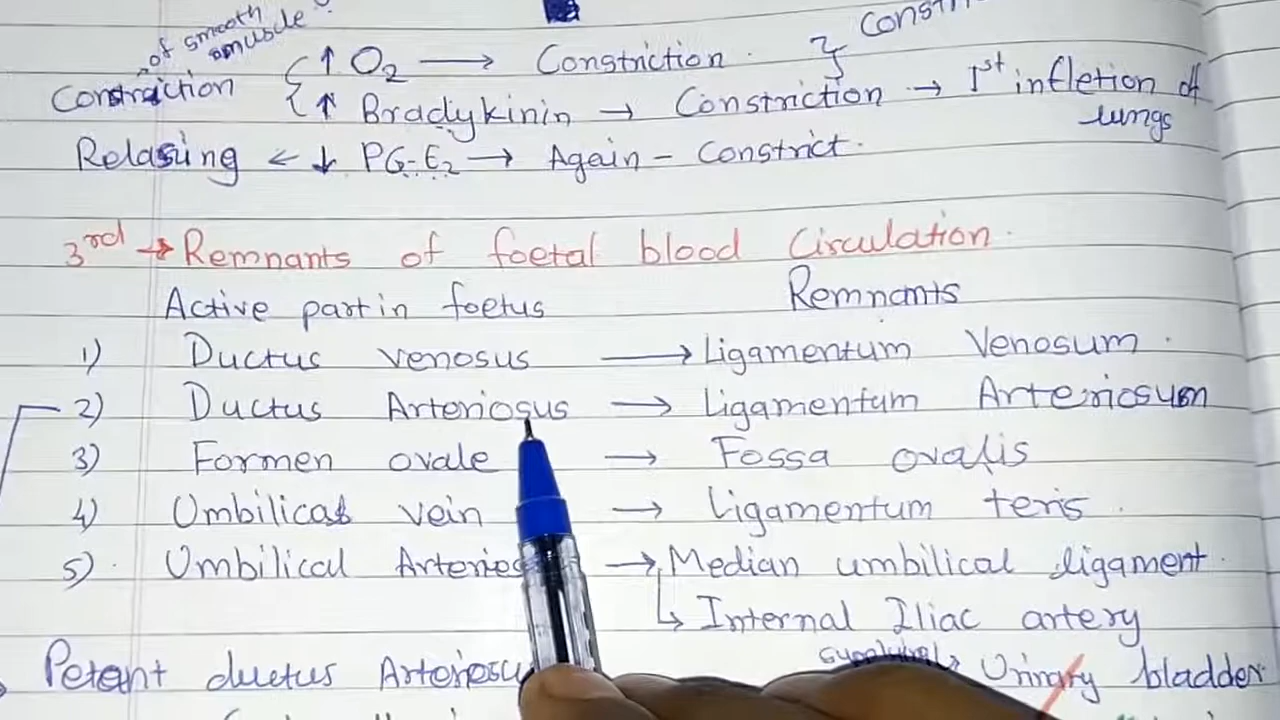 of smooth
muscle
Constri
Constraction { ↑ O2 → Constriction }
↑ Bradykinin → Constriction → 1st infletion of
lungs
Relasing ← ↓ PG-E2 → Again - Constrict.
3rd → Remnants of foetal blood Circulation.
Active part in foetus Remnants
1) Ductus venosus → Ligamentum Venosum.
2) Ductus Arteriosus → Ligamentum Arteriosum
3) Formen ovale → Fossa ovalis
4) Umbilical vein → Ligamentum teris.
5) Umbilical Arteries → Median umbilical ligament.
↳ Internal Iliac artery
Patent ductus Arteriosu Urinary bladder